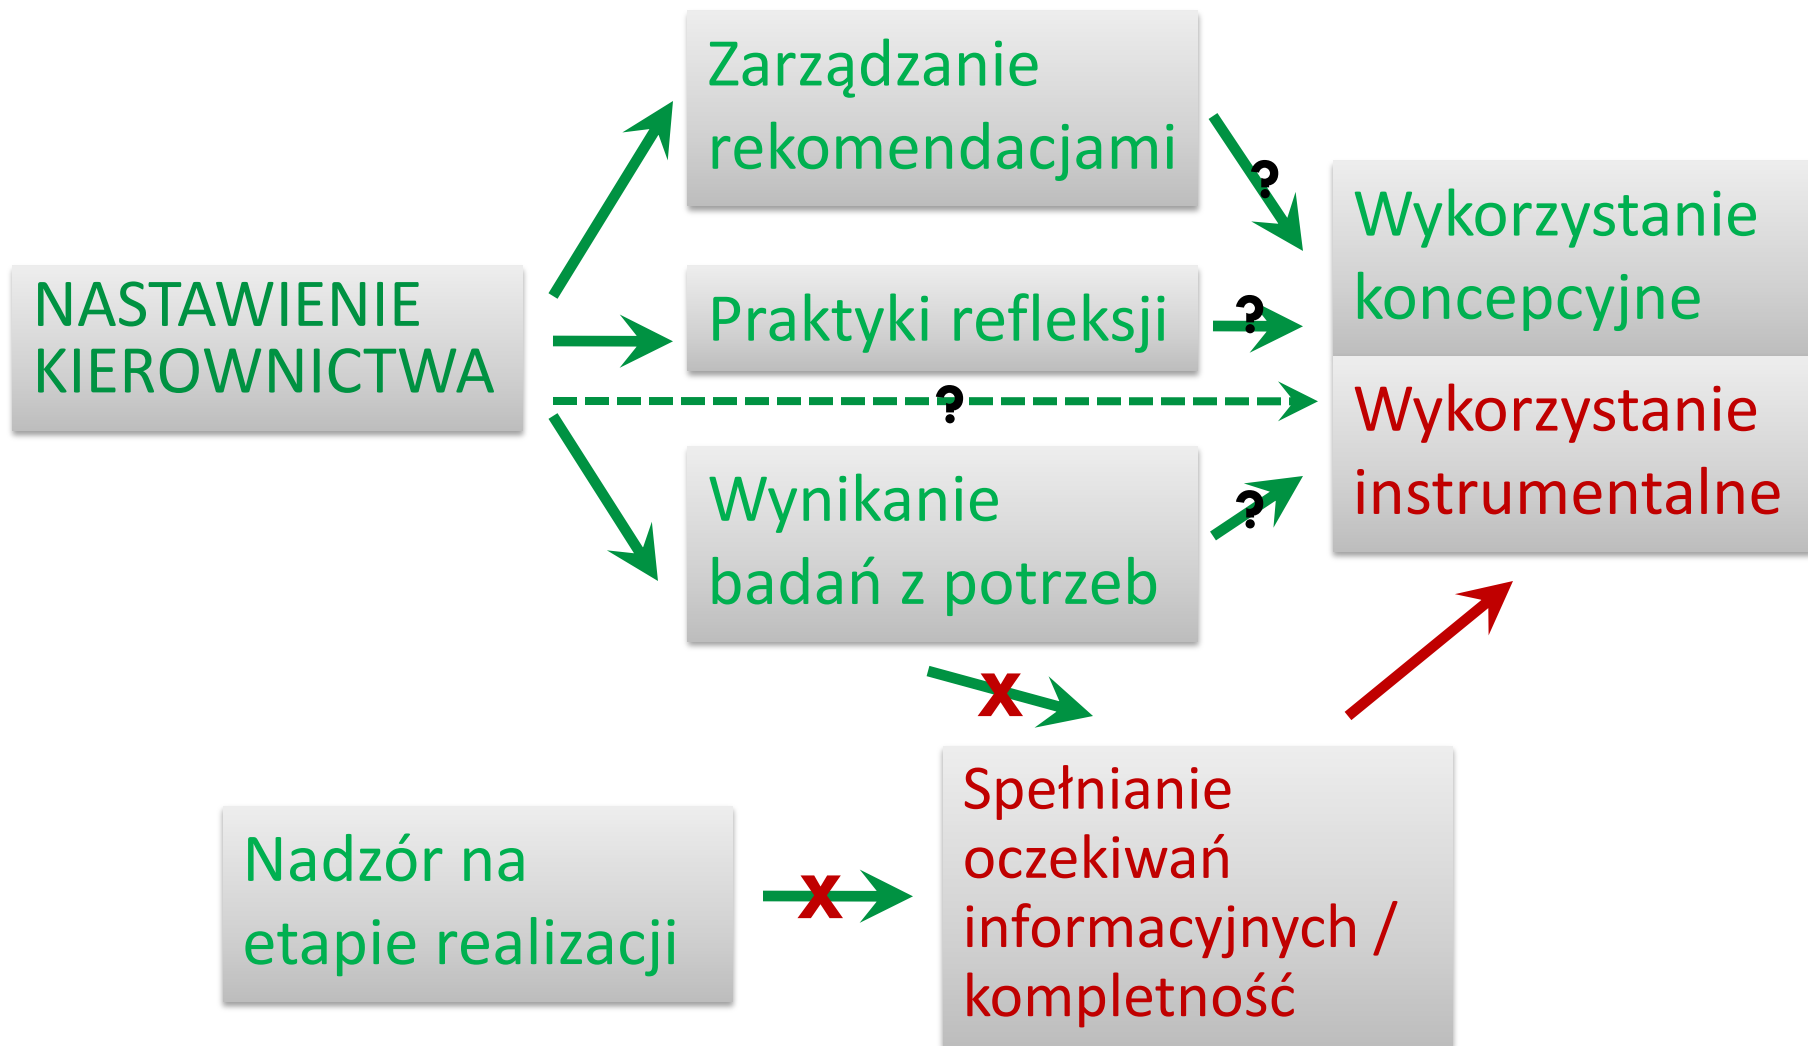 Zarządzanie
rekomendacjami
?
Wykorzystanie
koncepcyjne
NASTAWIENIE
KIEROWNICTWA
Praktyki refleksji
?
?
Wykorzystanie
instrumentalne
Wynikanie
badań z potrzeb
?
x
Spełnianie
oczekiwań
informacyjnych /
kompletność
Nadzór na
etapie realizacji
x